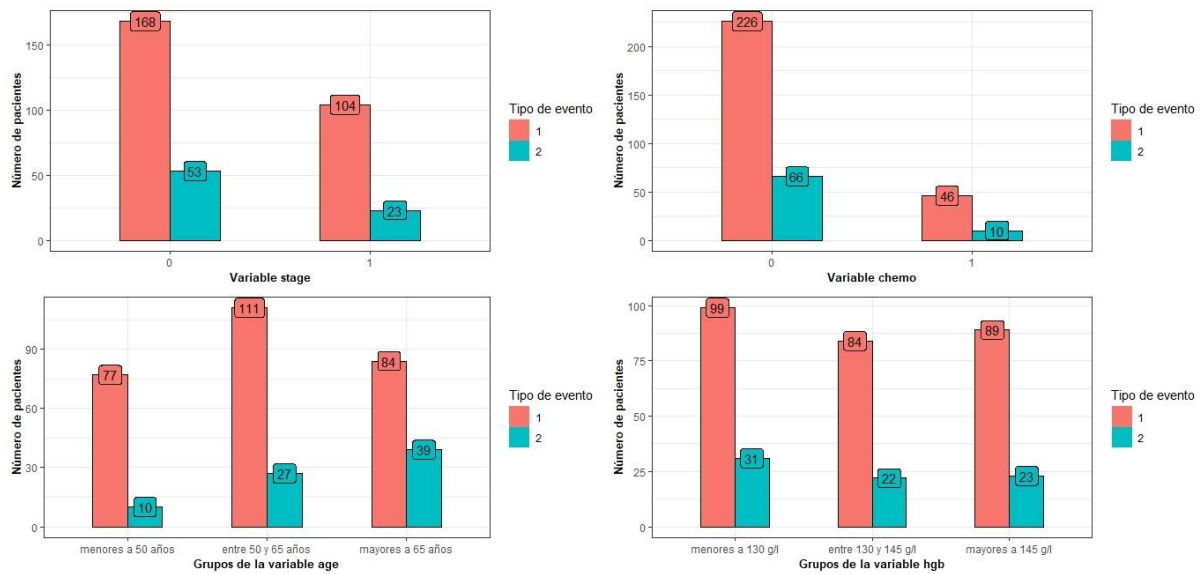 Número de pacientes
150
100
50
0
168
53
104
23
0
1
Variable stage
Tipo de evento
1
2
Número de pacientes
200
150
100
50
0
226
66
46
10
0
1
Variable chemo
Tipo de evento
1
2
Número de pacientes
90
60
30
0
77
10
111
27
84
39
menores a 50 años
entre 50 y 65 años
mayores a 65 años
Grupos de la variable age
Tipo de evento
1
2
Número de pacientes
100
75
50
25
0
99
31
84
22
89
23
menores a 130 g/l
entre 130 y 145 g/l
mayores a 145 g/l
Grupos de la variable hgb
Tipo de evento
1
2